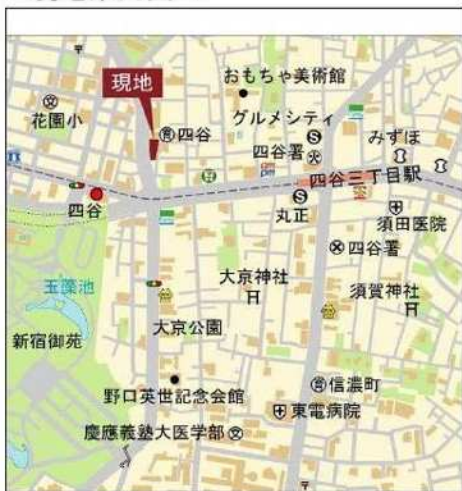 現地
おもちゃ美術館
花園小
四谷
グルメシティ
四谷署
みずほ
四谷三丁目駅
四谷
丸正
須田医院
四谷署
玉藻池
大京神社
須賀神社
新宿御苑
大京公園
野口英世記念会館
信濃町
東電病院
慶應義塾大医学部